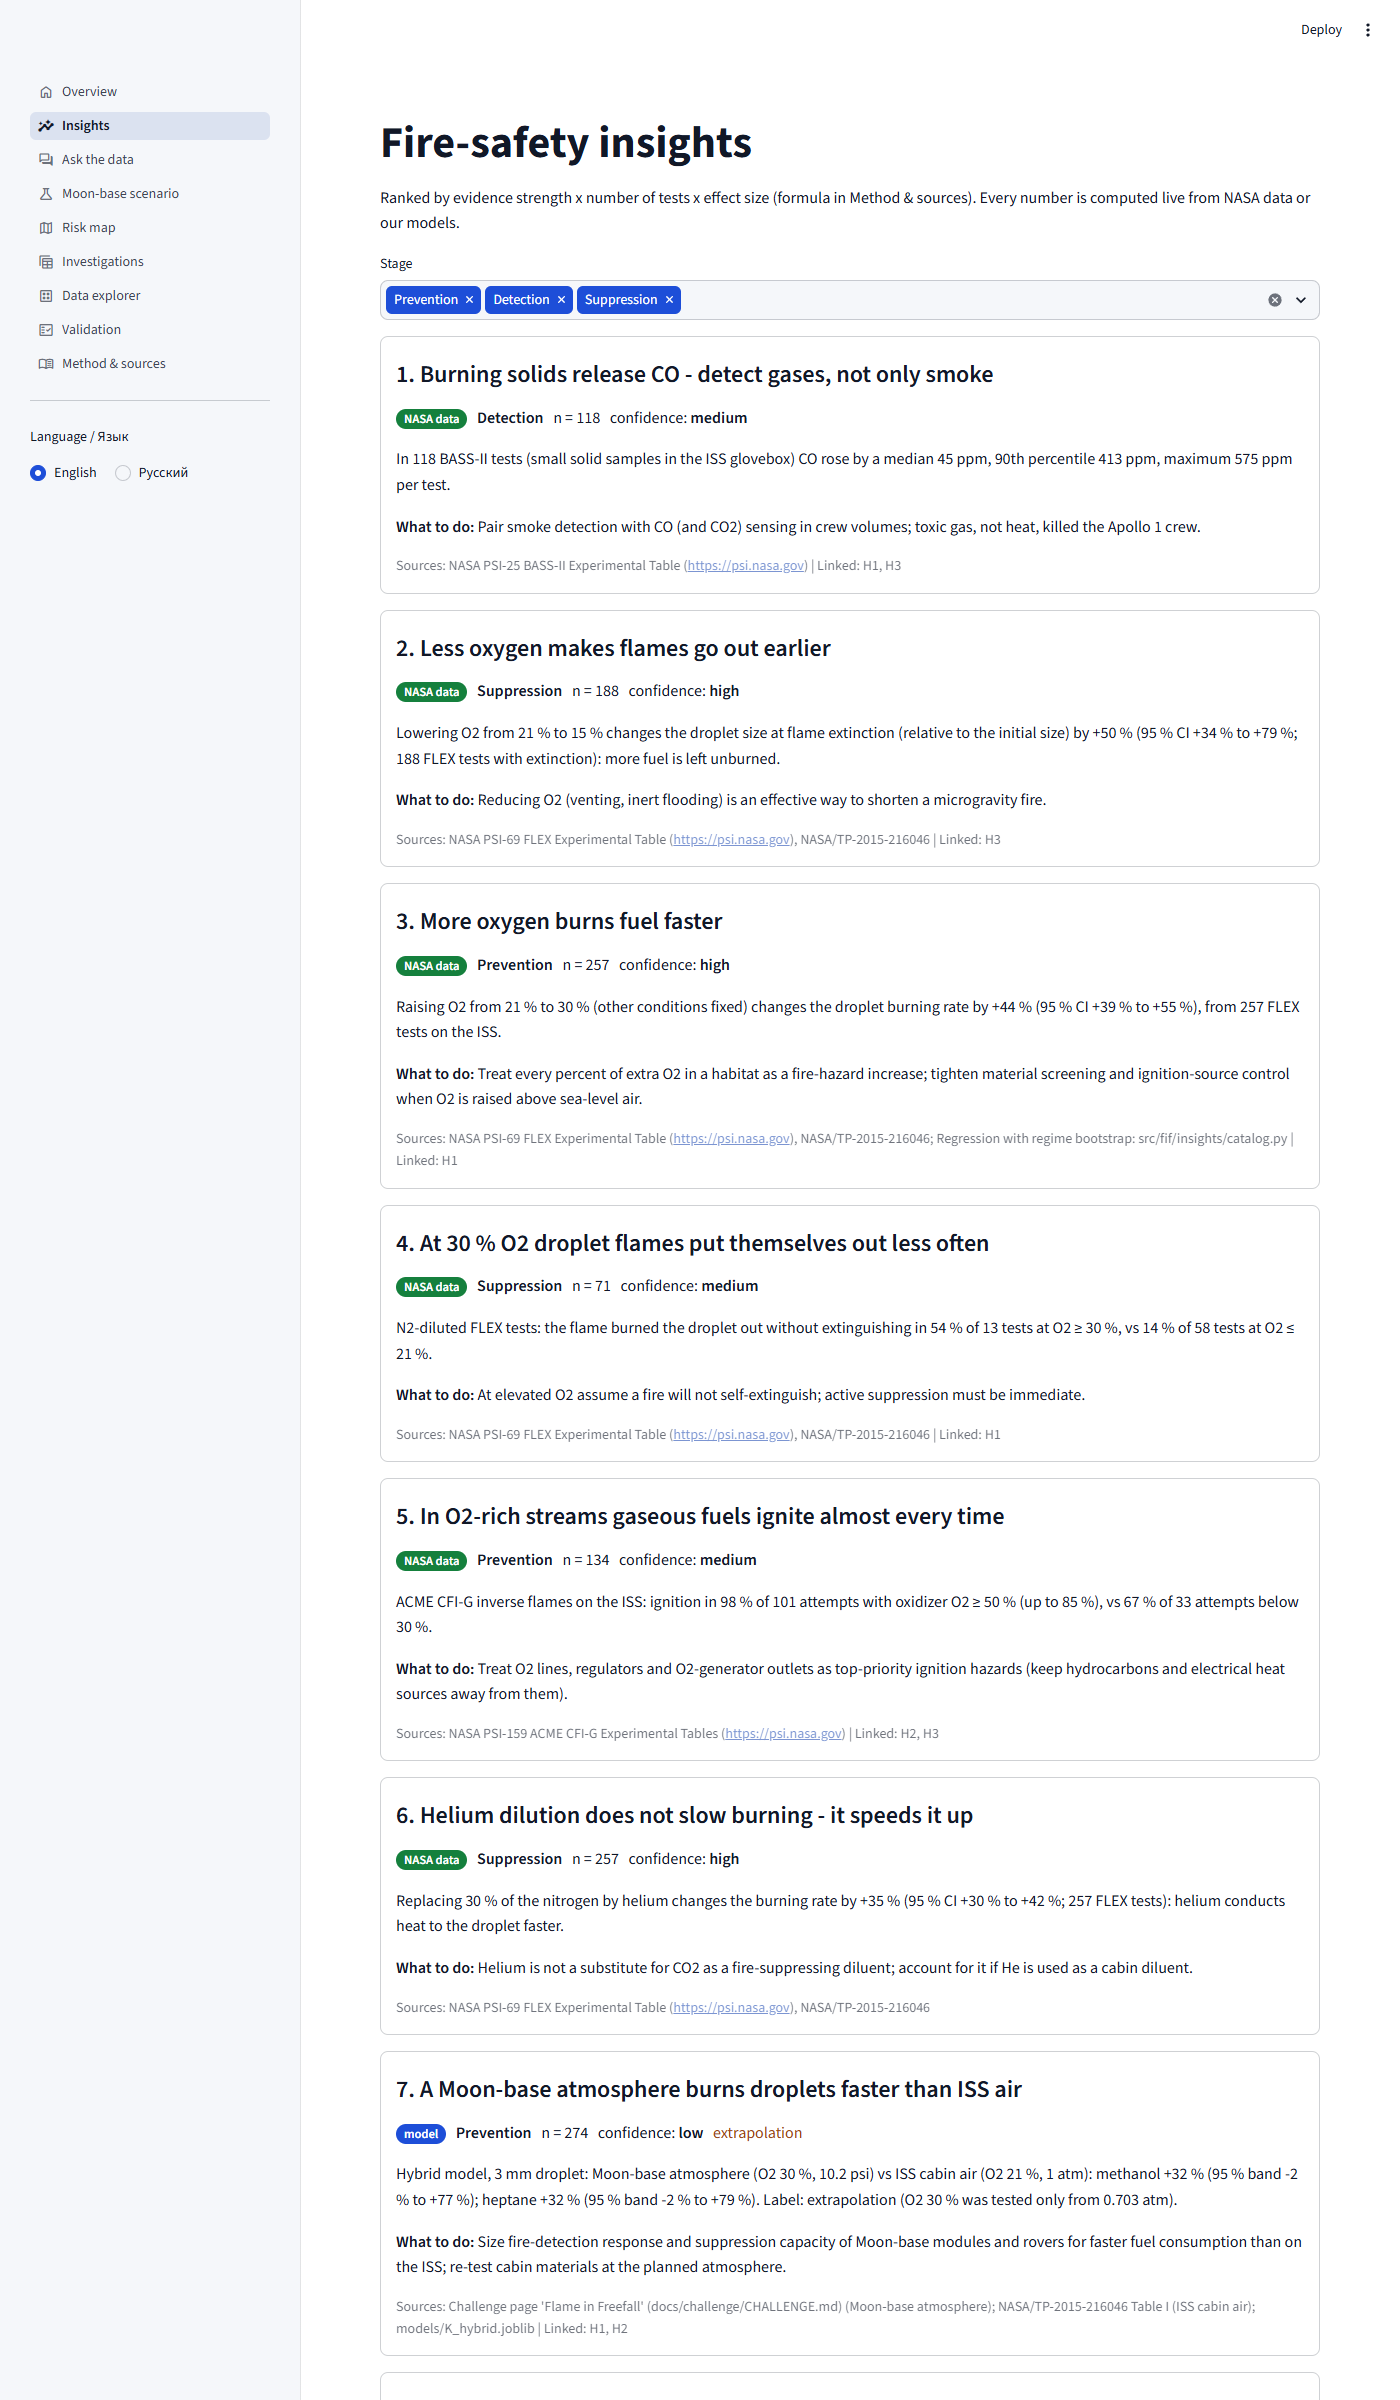 Deploy
Overview
Insights
Ask the data
Moon-base scenario
Risk map
Investigations
Data explorer
Validation
Method & sources
Language / Язык
English
Русский
Fire-safety insights
Ranked by evidence strength x number of tests x effect size (formula in Method & sources). Every number is computed live from NASA data or
our models.
Stage
Prevention × Detection × Suppression ×
1. Burning solids release CO - detect gases, not only smoke
NASA data Detection n = 118 confidence: medium
In 118 BASS-II tests (small solid samples in the ISS glovebox) CO rose by a median 45 ppm, 90th percentile 413 ppm, maximum 575 ppm
per test.
What to do: Pair smoke detection with CO (and CO2) sensing in crew volumes; toxic gas, not heat, killed the Apollo 1 crew.
Sources: NASA PSI-25 BASS-II Experimental Table (https://psi.nasa.gov) | Linked: H1, H3
2. Less oxygen makes flames go out earlier
NASA data Suppression n = 188 confidence: high
Lowering O2 from 21 % to 15 % changes the droplet size at flame extinction (relative to the initial size) by +50 % (95 % CI +34 % to +79 %;
188 FLEX tests with extinction): more fuel is left unburned.
What to do: Reducing O2 (venting, inert flooding) is an effective way to shorten a microgravity fire.
Sources: NASA PSI-69 FLEX Experimental Table (https://psi.nasa.gov), NASA/TP-2015-216046 | Linked: H3
3. More oxygen burns fuel faster
NASA data Prevention n = 257 confidence: high
Raising O2 from 21 % to 30 % (other conditions fixed) changes the droplet burning rate by +44 % (95 % CI +39 % to +55 %), from 257 FLEX
tests on the ISS.
What to do: Treat every percent of extra O2 in a habitat as a fire-hazard increase; tighten material screening and ignition-source control
when O2 is raised above sea-level air.
Sources: NASA PSI-69 FLEX Experimental Table (https://psi.nasa.gov), NASA/TP-2015-216046; Regression with regime bootstrap: src/fif/insights/catalog.py |
Linked: H1
4. At 30 % O2 droplet flames put themselves out less often
NASA data Suppression n = 71 confidence: medium
N2-diluted FLEX tests: the flame burned the droplet out without extinguishing in 54 % of 13 tests at O2 ≥ 30 %, vs 14 % of 58 tests at O2 ≤
21 %.
What to do: At elevated O2 assume a fire will not self-extinguish; active suppression must be immediate.
Sources: NASA PSI-69 FLEX Experimental Table (https://psi.nasa.gov), NASA/TP-2015-216046 | Linked: H1
5. In O2-rich streams gaseous fuels ignite almost every time
NASA data Prevention n = 134 confidence: medium
ACME CFI-G inverse flames on the ISS: ignition in 98 % of 101 attempts with oxidizer O2 ≥ 50 % (up to 85 %), vs 67 % of 33 attempts below
30 %.
What to do: Treat O2 lines, regulators and O2-generator outlets as top-priority ignition hazards (keep hydrocarbons and electrical heat
sources away from them).
Sources: NASA PSI-159 ACME CFI-G Experimental Tables (https://psi.nasa.gov) | Linked: H2, H3
6. Helium dilution does not slow burning - it speeds it up
NASA data Suppression n = 257 confidence: high
Replacing 30 % of the nitrogen by helium changes the burning rate by +35 % (95 % CI +30 % to +42 %; 257 FLEX tests): helium conducts
heat to the droplet faster.
What to do: Helium is not a substitute for CO2 as a fire-suppressing diluent; account for it if He is used as a cabin diluent.
Sources: NASA PSI-69 FLEX Experimental Table (https://psi.nasa.gov), NASA/TP-2015-216046
7. A Moon-base atmosphere burns droplets faster than ISS air
model Prevention n = 274 confidence: low extrapolation
Hybrid model, 3 mm droplet: Moon-base atmosphere (O2 30 %, 10.2 psi) vs ISS cabin air (O2 21 %, 1 atm): methanol +32 % (95 % band -2
% to +77 %); heptane +32 % (95 % band -2 % to +79 %). Label: extrapolation (O2 30 % was tested only from 0.703 atm).
What to do: Size fire-detection response and suppression capacity of Moon-base modules and rovers for faster fuel consumption than on
the ISS; re-test cabin materials at the planned atmosphere.
Sources: Challenge page 'Flame in Freefall' (docs/challenge/CHALLENGE.md) (Moon-base atmosphere); NASA/TP-2015-216046 Table I (ISS cabin air);
models/K_hybrid.joblib | Linked: H1, H2